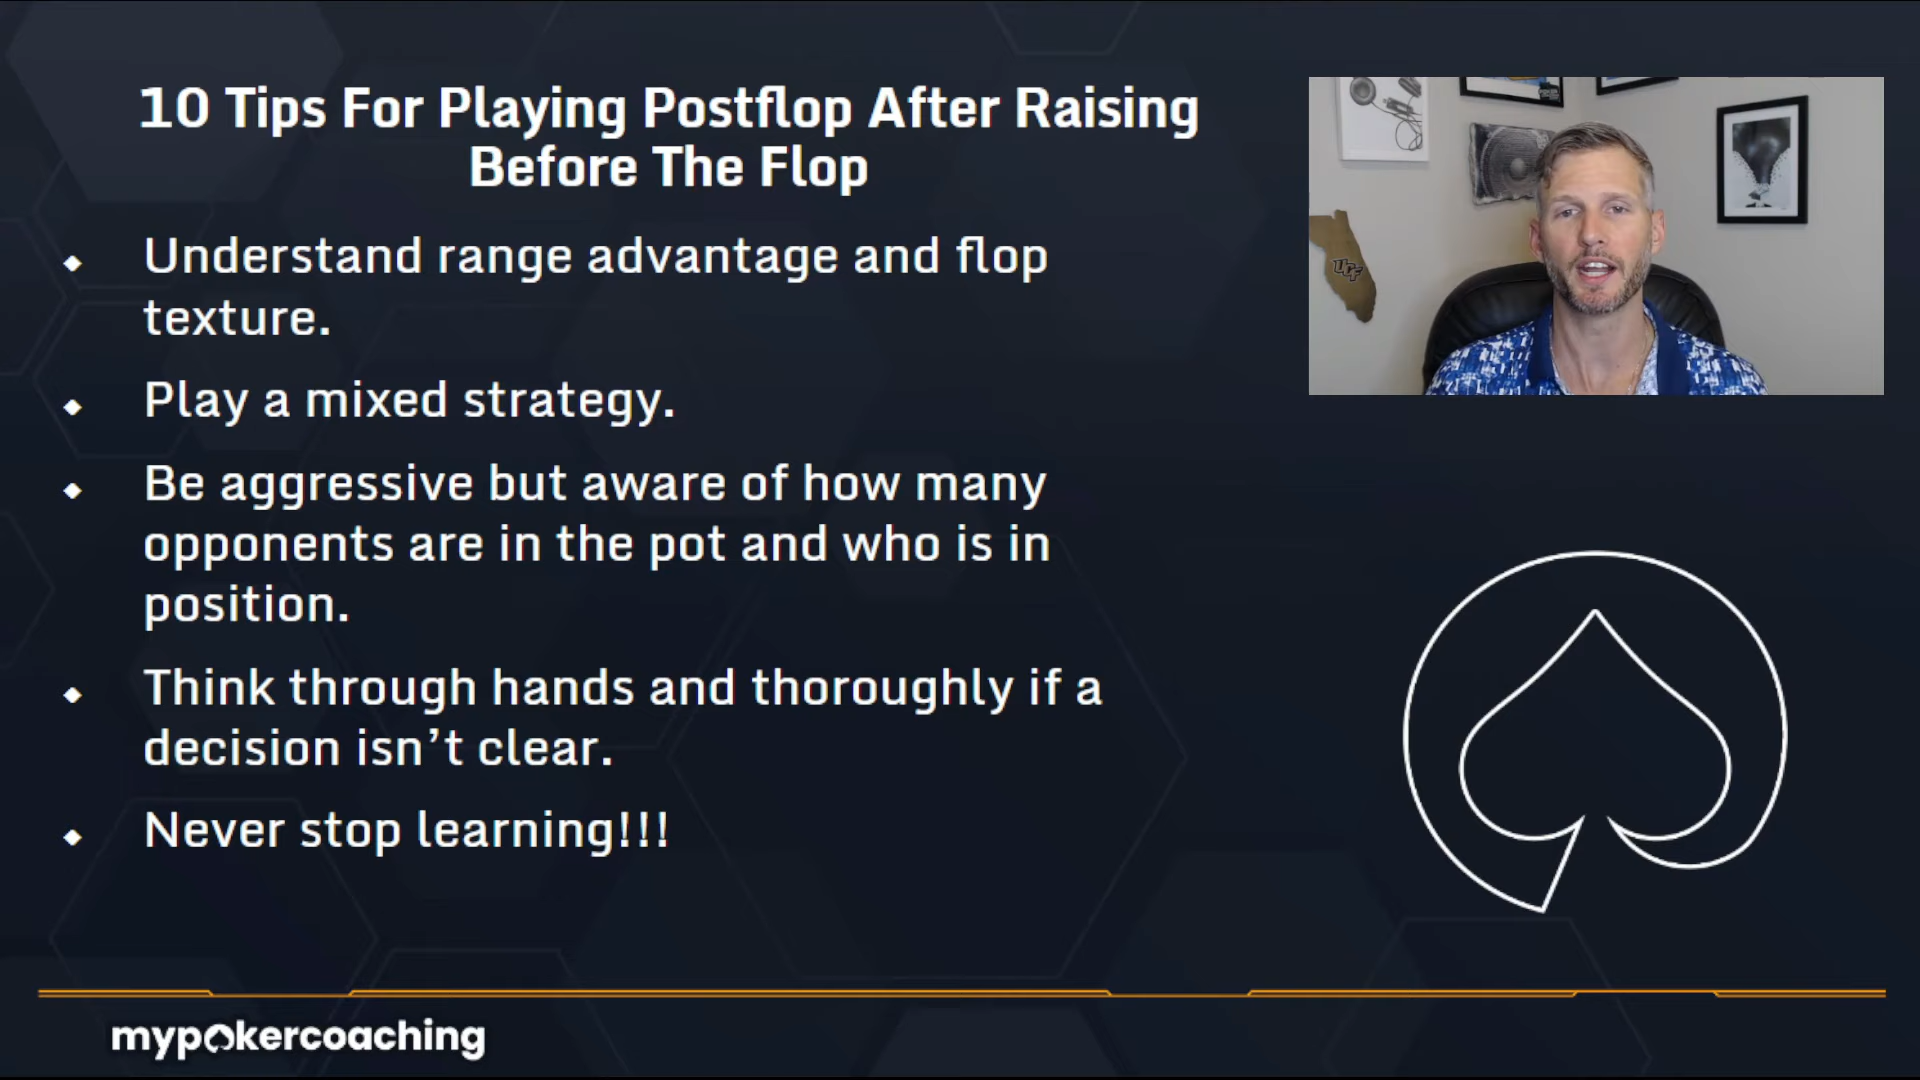 10 Tips For Playing Postflop After Raising
Before The Flop
Understand range advantage and flop
texture.
Play a mixed strategy.
Be aggressive but aware of how many
opponents are in the pot and who is in
position.
Think through hands and thoroughly if a
decision isn’t clear.
Never stop learning!!!
UCF
mypokercoaching